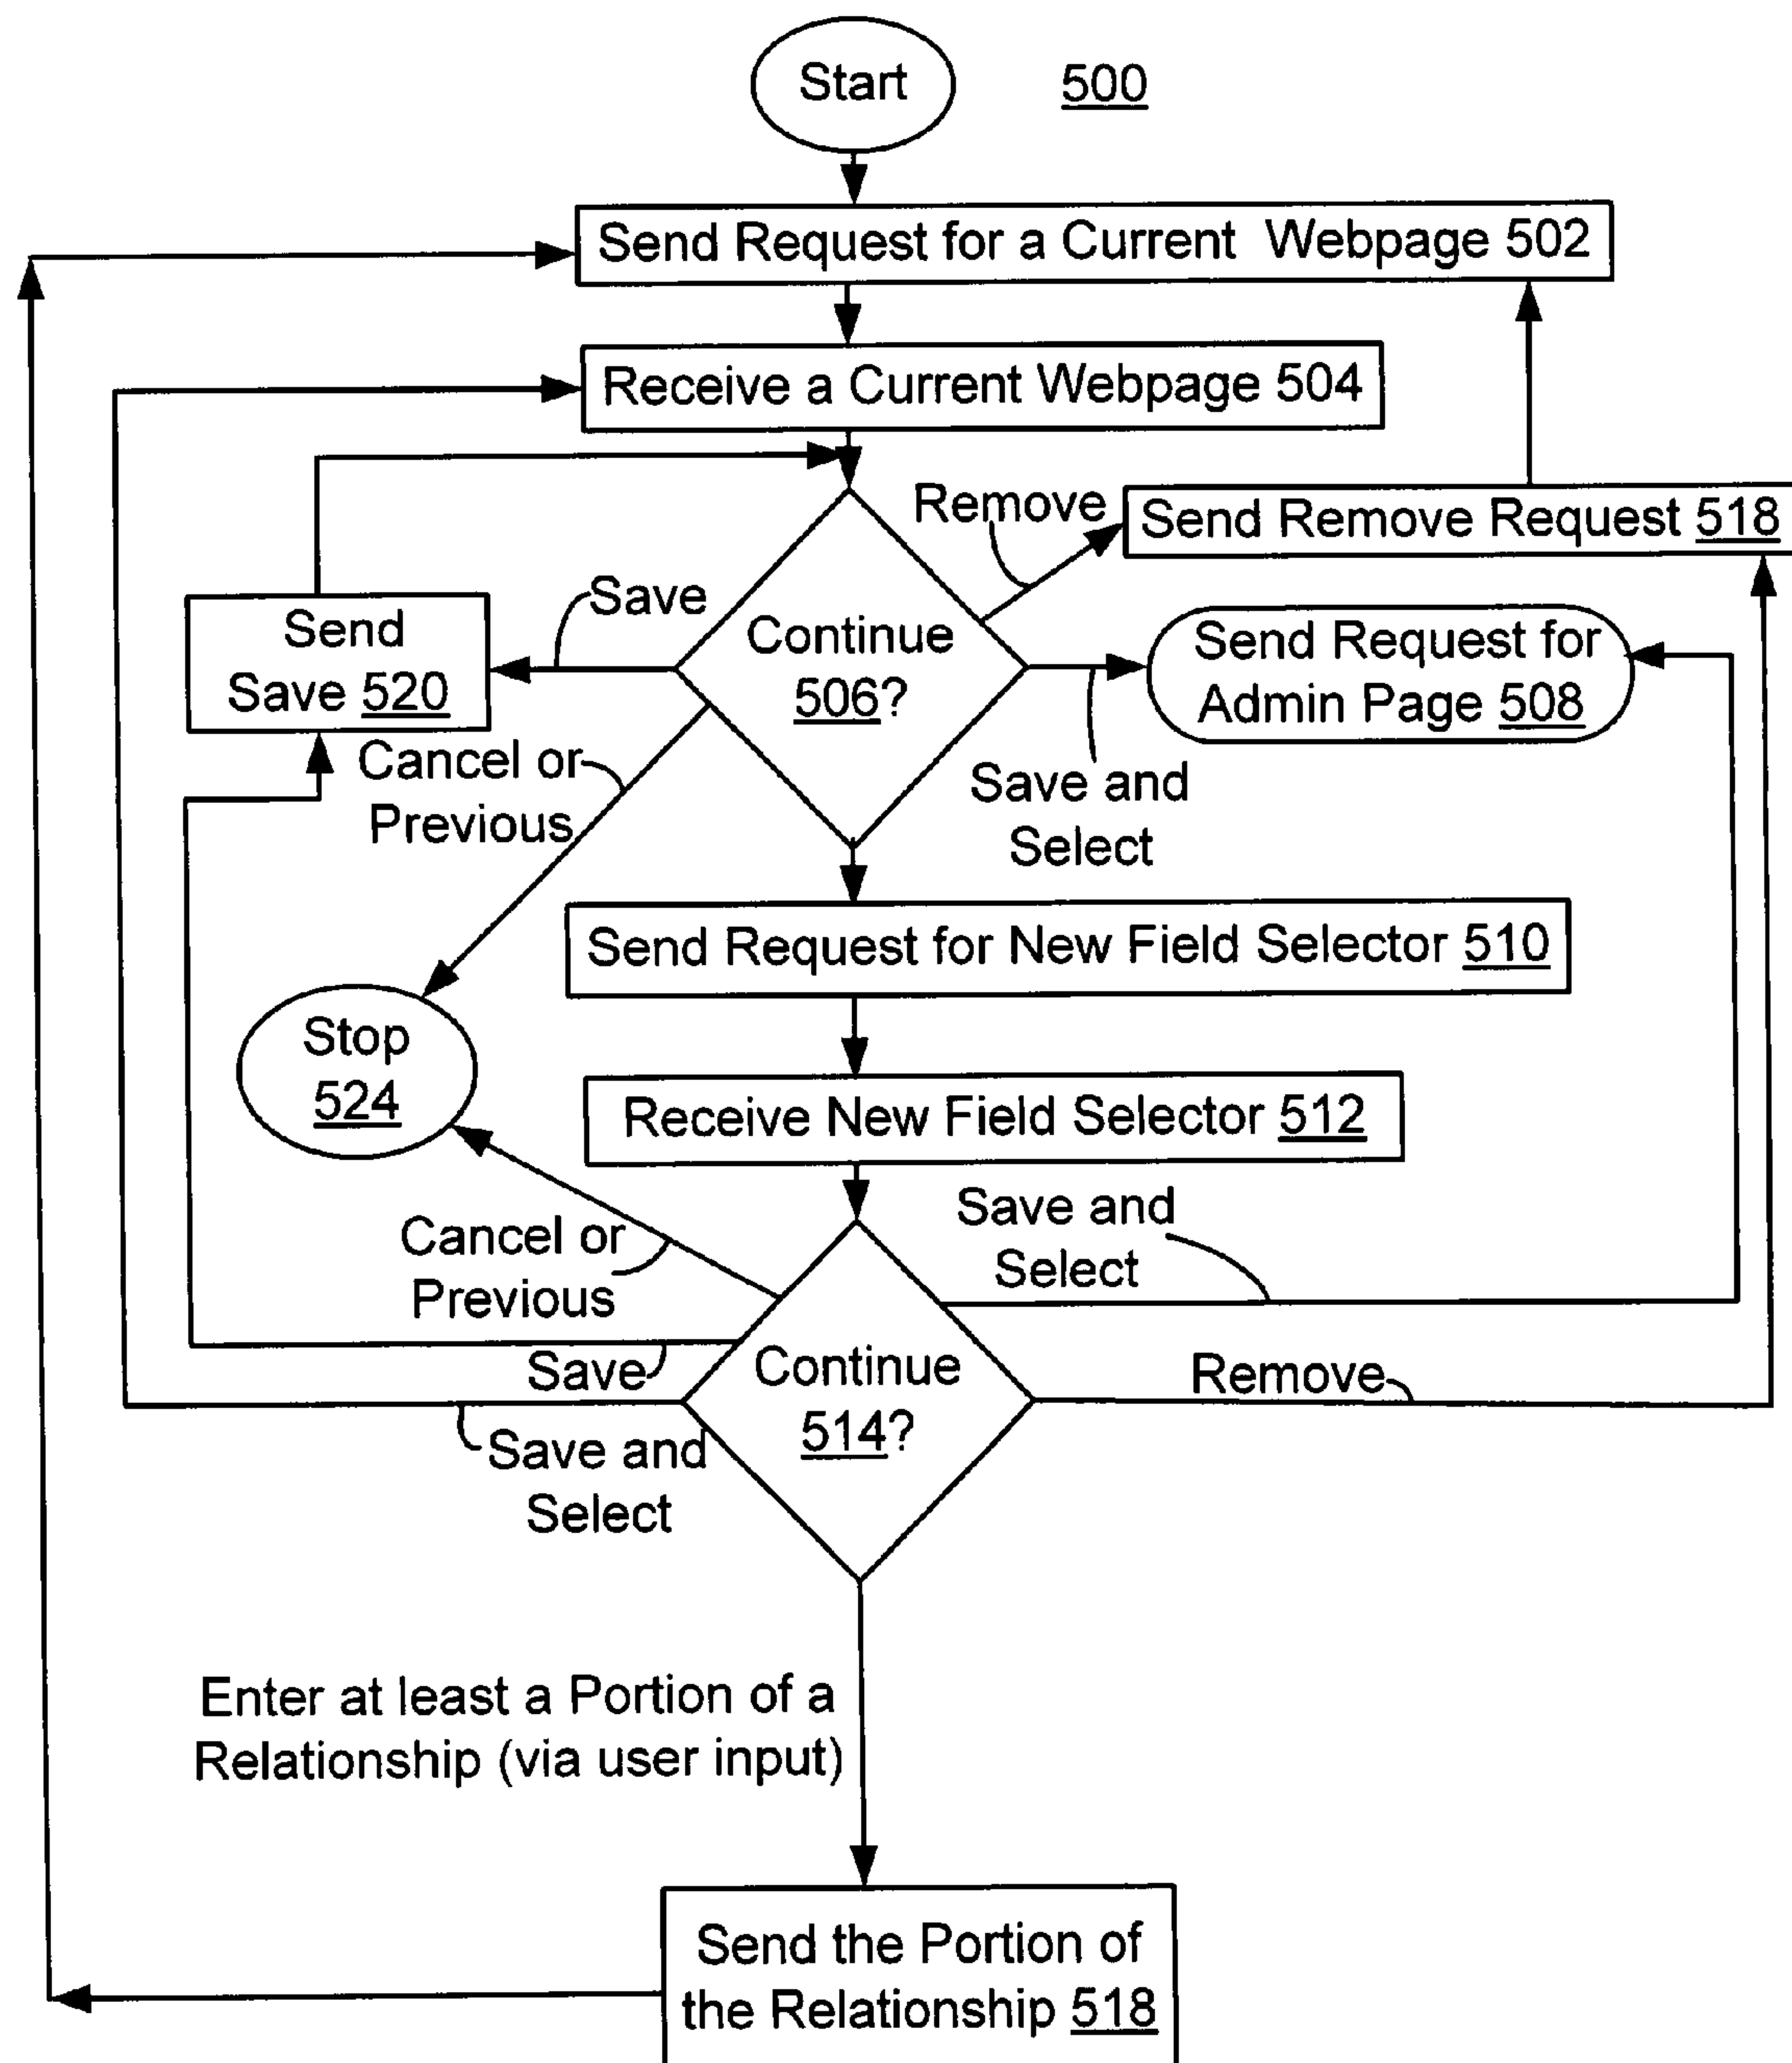 Start
500
Send Request for a Current Webpage 502
Receive a Current Webpage 504
Remove
Send Remove Request 518
Save
Send
Save 520
Continue
506?
Send Request for
Admin Page 508
Cancel or
Previous
Save and
Select
Send Request for New Field Selector 510
Stop
524
Receive New Field Selector 512
Save and
Select
Cancel or
Previous
Save
Continue
514?
Remove
Save and
Select
Enter at least a Portion of a
Relationship (via user input)
Send the Portion of
the Relationship 518